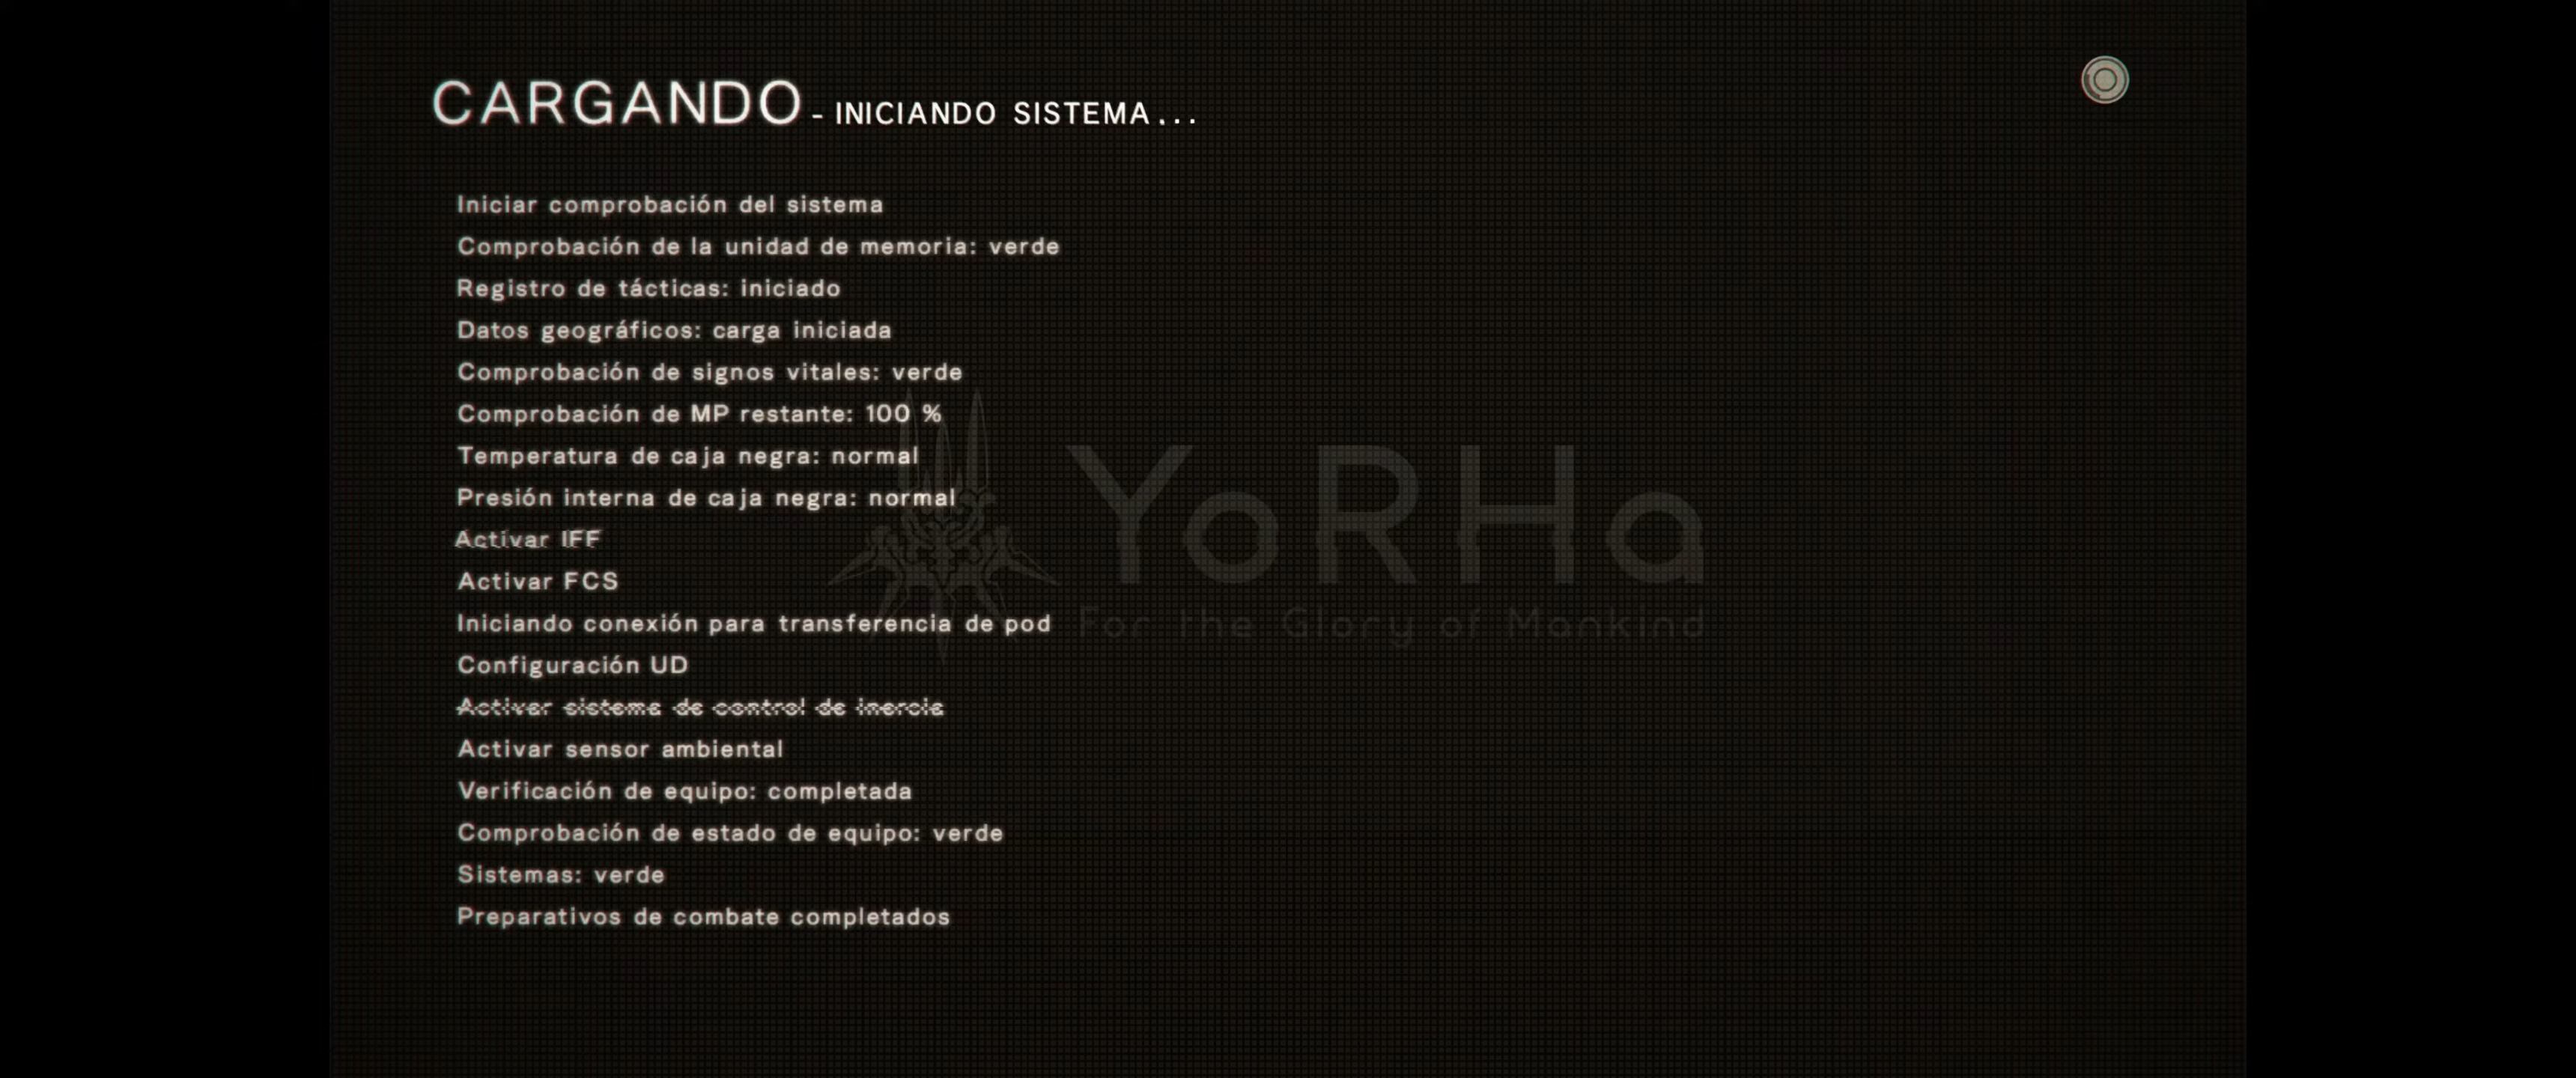 CARGANDO - INICIANDO SISTEMA...
Iniciar comprobación del sistema
Comprobación de la unidad de memoria: verde
Registro de tácticas: iniciado
Datos geográficos: carga iniciada
Comprobación de signos vitales: verde
Comprobación de MP restante: 100 %
Temperatura de caja negra: normal
Presión interna de caja negra: normal
Activar IFF
Activar FCS
Iniciando conexión para transferencia de pod
Configuración UD
Activar sistema de control de inercia
Activar sensor ambiental
Verificación de equipo: completada
Comprobación de estado de equipo: verde
Sistemas: verde
Preparativos de combate completados
YoRHa
For the Glory of Mankind